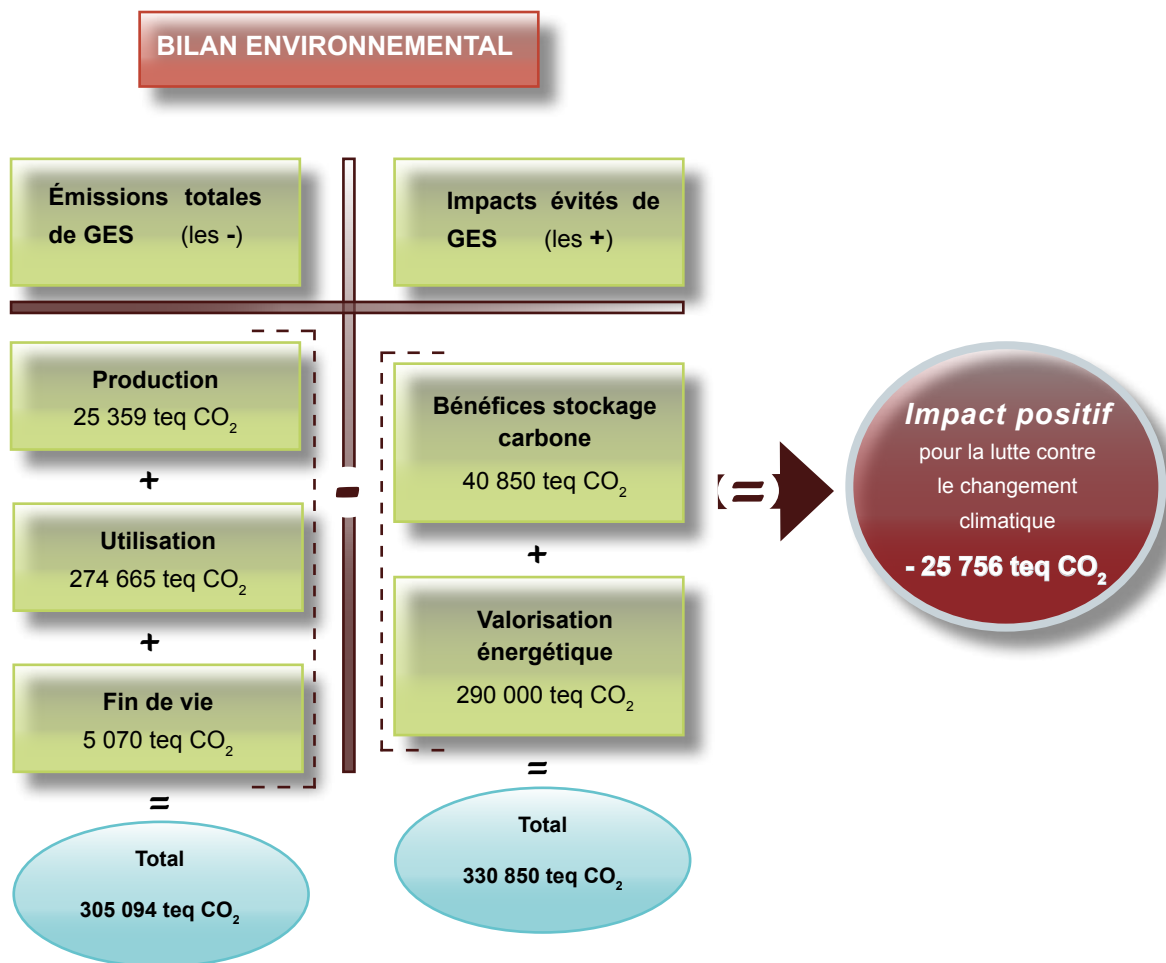 BILAN ENVIRONNEMENTAL
Émissions totales
de GES (les -)
Impacts évités de
GES (les +)
-
Production
25 359 teq CO₂
+
Utilisation
274 665 teq CO₂
+
Fin de vie
5 070 teq CO₂
=
Total
305 094 teq CO₂
Bénéfices stockage
carbone
40 850 teq CO₂
+
Valorisation
énergétique
290 000 teq CO₂
=
Total
330 850 teq CO₂
(=)
Impact positif
pour la lutte contre
le changement
climatique
- 25 756 teq CO₂